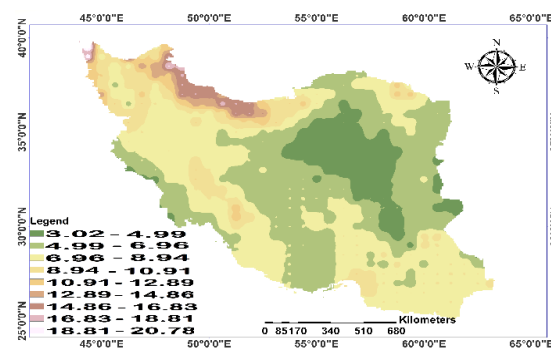 45°0'0"N 50°0'0"N 55°0'0"N 60°0'0"N 65°0'0"N
40°0'0"N
35°0'0"N
30°0'0"N
25°0'0"N
N
W E
S
Legend
3.02 - 4.99
4.99 - 6.96
6.96 - 8.94
8.94 - 10.91
10.91 - 12.89
12.89 - 14.86
14.86 - 16.83
16.83 - 18.81
18.81 - 20.78
Kilometers
0 85170 340 510 680
45°0'0"N 50°0'0"N 55°0'0"N 60°0'0"N 65°0'0"N